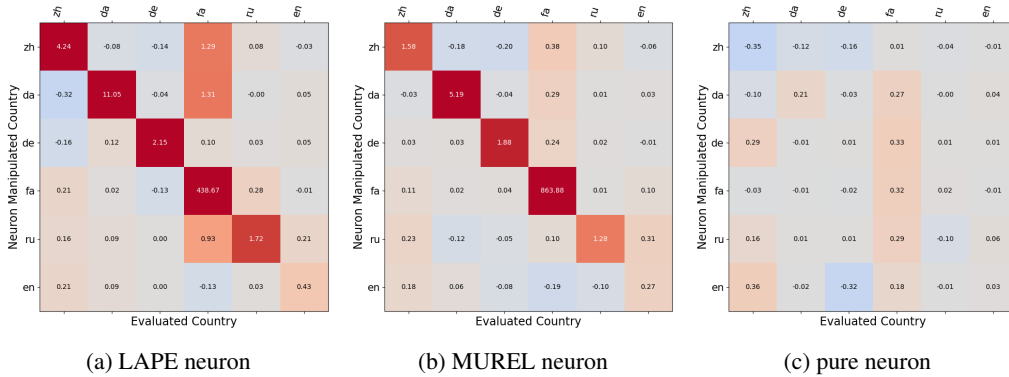 zh da de fa ru en
zh 4.24 -0.08 -0.14 1.29 0.08 -0.03
da -0.32 11.05 -0.04 1.31 -0.00 0.05
de -0.16 0.12 2.15 0.10 0.03 0.05
fa 0.21 0.02 -0.13 438.67 0.28 -0.01
ru 0.16 0.09 0.00 0.93 1.72 0.21
en 0.21 0.09 0.00 -0.13 0.03 0.43
Neuron Manipulated Country
Evaluated Country
(a) LAPE neuron
zh da de fa ru en
zh 1.58 -0.18 -0.20 0.38 0.10 -0.06
da -0.03 5.19 -0.04 0.29 0.01 0.03
de 0.03 0.03 1.88 0.24 0.02 -0.01
fa 0.11 0.02 0.04 863.88 0.01 0.10
ru 0.23 -0.12 -0.05 0.10 1.28 0.31
en 0.18 0.06 -0.08 -0.19 -0.10 0.27
Neuron Manipulated Country
Evaluated Country
(b) MUREL neuron
zh da de fa ru en
zh -0.35 -0.12 -0.16 0.01 -0.04 -0.01
da -0.10 0.21 -0.03 0.27 -0.00 0.04
de 0.29 -0.01 0.01 0.33 0.01 0.01
fa -0.03 -0.01 -0.01 0.32 0.02 -0.01
ru 0.16 0.01 0.01 0.29 -0.10 0.06
en 0.36 -0.02 -0.32 0.18 -0.01 0.03
Neuron Manipulated Country
Evaluated Country
(c) pure neuron